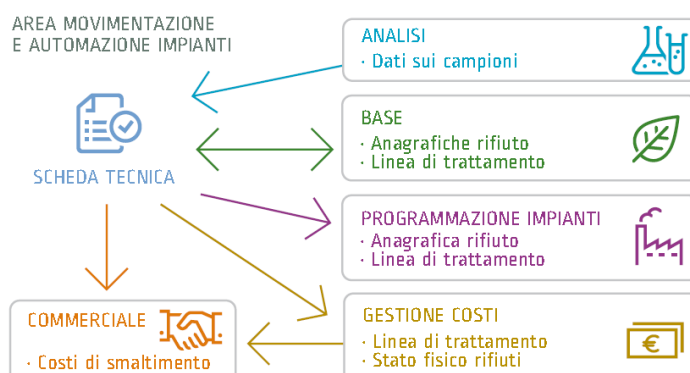 AREA MOVIMENTAZIONE
E AUTOMAZIONE IMPIANTI
SCHEDA TECNICA
ANALISI
· Dati sui campioni
BASE
· Anagrafiche rifiuto
· Linea di trattamento
PROGRAMMAZIONE IMPIANTI
· Anagrafica rifiuto
· Linea di trattamento
GESTIONE COSTI
· Linea di trattamento
· Stato fisico rifiuti
COMMERCIALE
· Costi di smaltimento
€